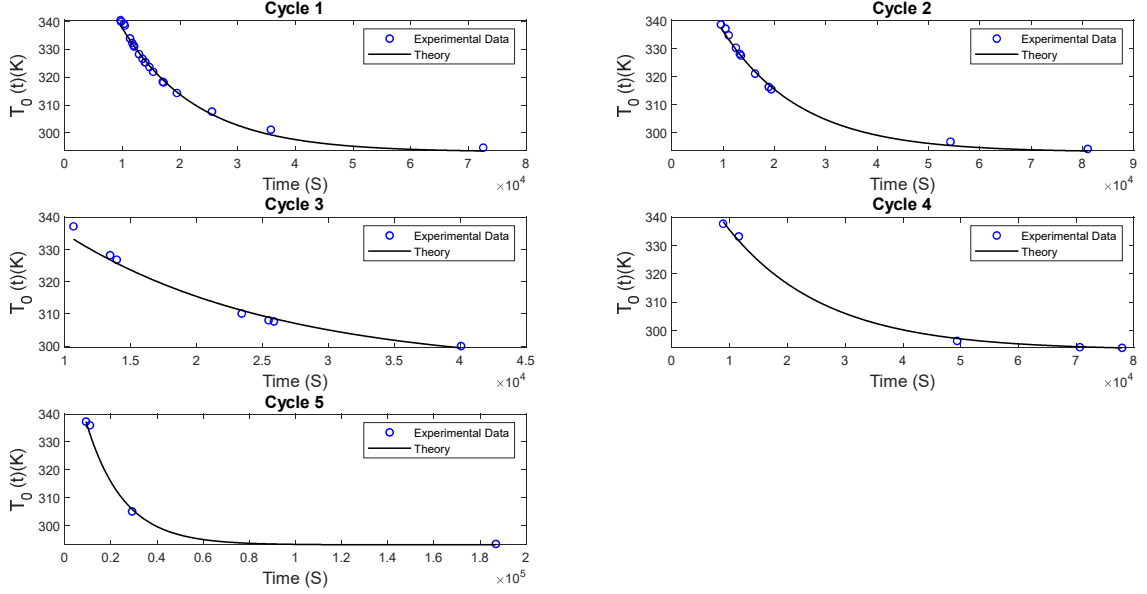 Cycle 1
T0 (t)(K)
340
330
320
310
300
Experimental Data
Theory
0 1 2 3 4 5 6 7 8
×10^4
Time (S)
Cycle 2
T0 (t)(K)
340
330
320
310
300
Experimental Data
Theory
0 1 2 3 4 5 6 7 8 9
×10^4
Time (S)
Cycle 3
T0 (t)(K)
340
330
320
310
300
Experimental Data
Theory
1 1.5 2 2.5 3 3.5 4 4.5
×10^4
Time (S)
Cycle 4
T0 (t)(K)
340
330
320
310
300
Experimental Data
Theory
0 1 2 3 4 5 6 7 8
×10^4
Time (S)
Cycle 5
T0 (t)(K)
340
330
320
310
300
Experimental Data
Theory
0 0.2 0.4 0.6 0.8 1 1.2 1.4 1.6 1.8 2
×10^5
Time (S)